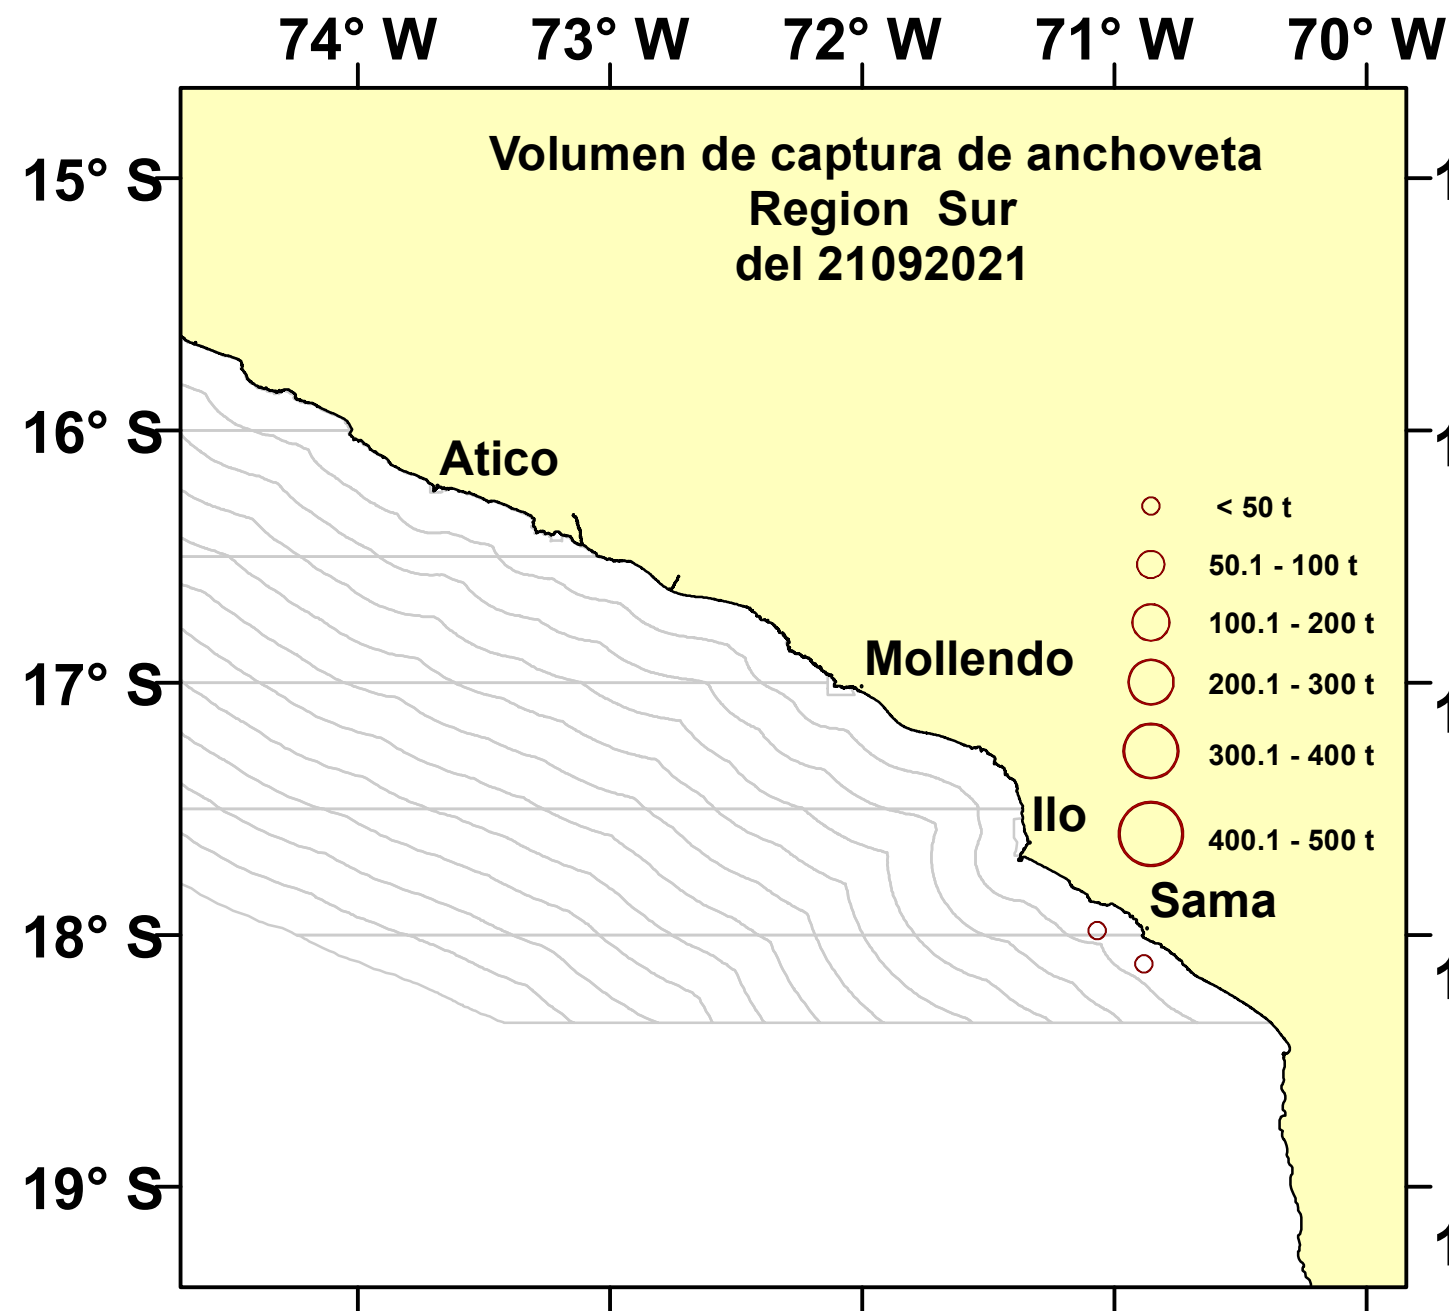 74° W 73° W 72° W 71° W 70° W
Volumen de captura de anchoveta
Region Sur
del 21092021
15° S
16° S
Atico
< 50 t
50.1 - 100 t
100.1 - 200 t
Mollendo
17° S
200.1 - 300 t
300.1 - 400 t
Ilo
400.1 - 500 t
Sama
18° S
19° S